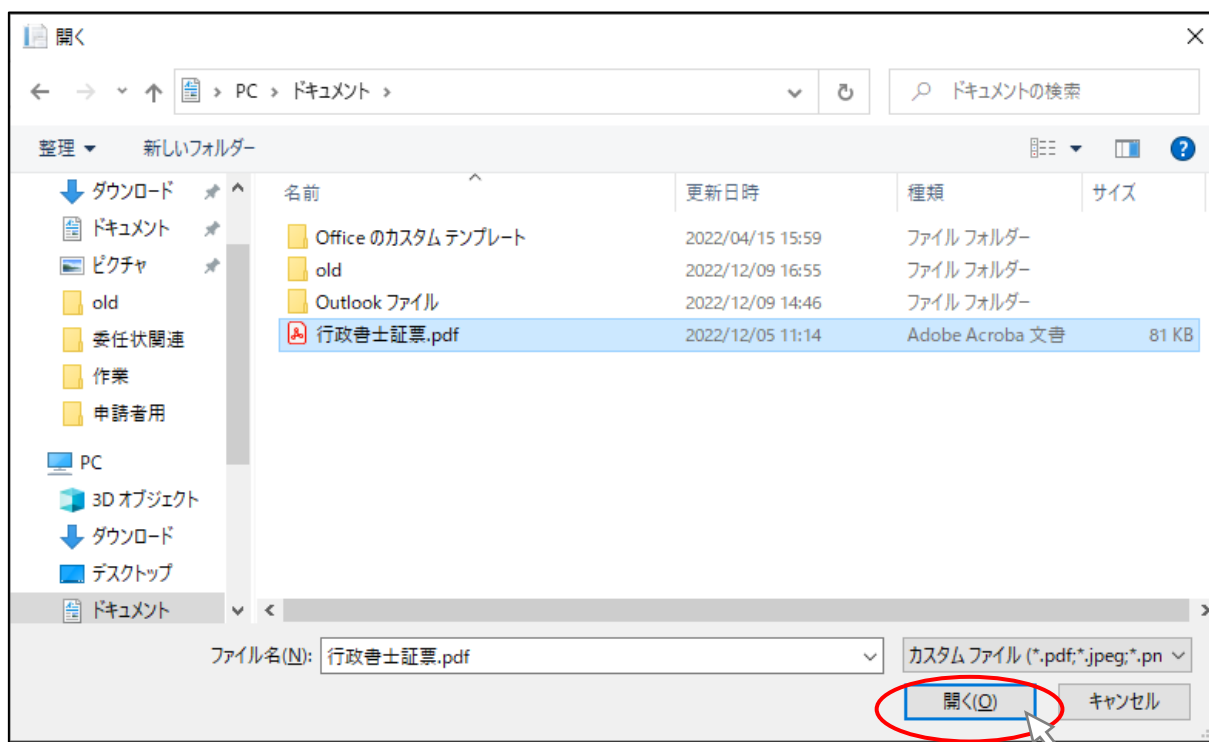 開く
PC › ドキュメント ›
ドキュメントの検索
整理
新しいフォルダー
名前 更新日時 種類 サイズ
ダウンロード
ドキュメント
ピクチャ
old
委任状関連
作業
申請者用
PC
3D オブジェクト
ダウンロード
デスクトップ
ドキュメント
Office のカスタム テンプレート 2022/04/15 15:59 ファイル フォルダー
old 2022/12/09 16:55 ファイル フォルダー
Outlook ファイル 2022/12/09 14:46 ファイル フォルダー
行政書士証票.pdf 2022/12/05 11:14 Adobe Acroba 文書 81 KB
ファイル名(N): 行政書士証票.pdf
カスタム ファイル (*.pdf;*.jpeg;*.pn
開く(O)
キャンセル